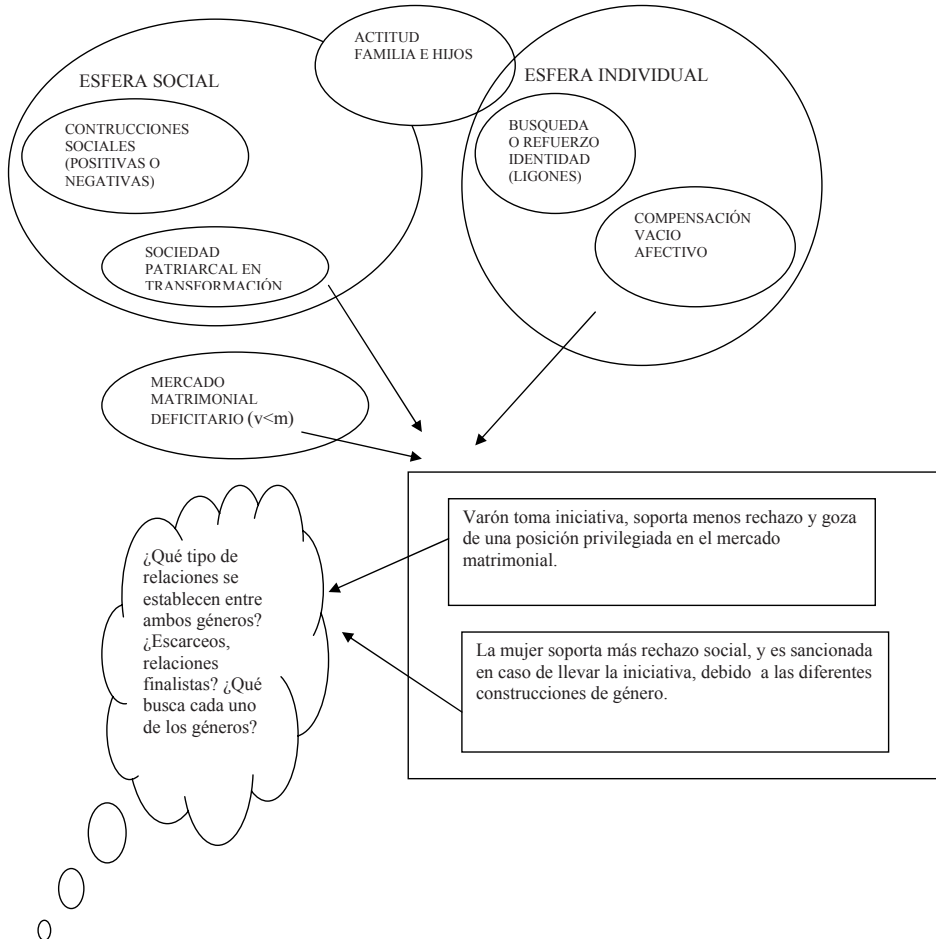 ACTITUD
FAMILIA E HIJOS
ESFERA SOCIAL
ESFERA INDIVIDUAL
CONTRUCCIONES
SOCIALES
(POSITIVAS O
NEGATIVAS)
BUSQUEDA
O REFUERZO
IDENTIDAD
(LIGONES)
COMPENSACIÓN
VACIO
AFECTIVO
SOCIEDAD
PATRIARCAL EN
TRANSFORMACIÓN
MERCADO
MATRIMONIAL
DEFICITARIO (v<m)
Varón toma iniciativa, soporta menos rechazo y goza
de una posición privilegiada en el mercado
matrimonial.
¿Qué tipo de
relaciones se
establecen entre
ambos géneros?
¿Escarceos,
relaciones
finalistas? ¿Qué
busca cada uno
de los géneros?
La mujer soporta más rechazo social, y es sancionada
en caso de llevar la iniciativa, debido a las diferentes
construcciones de género.